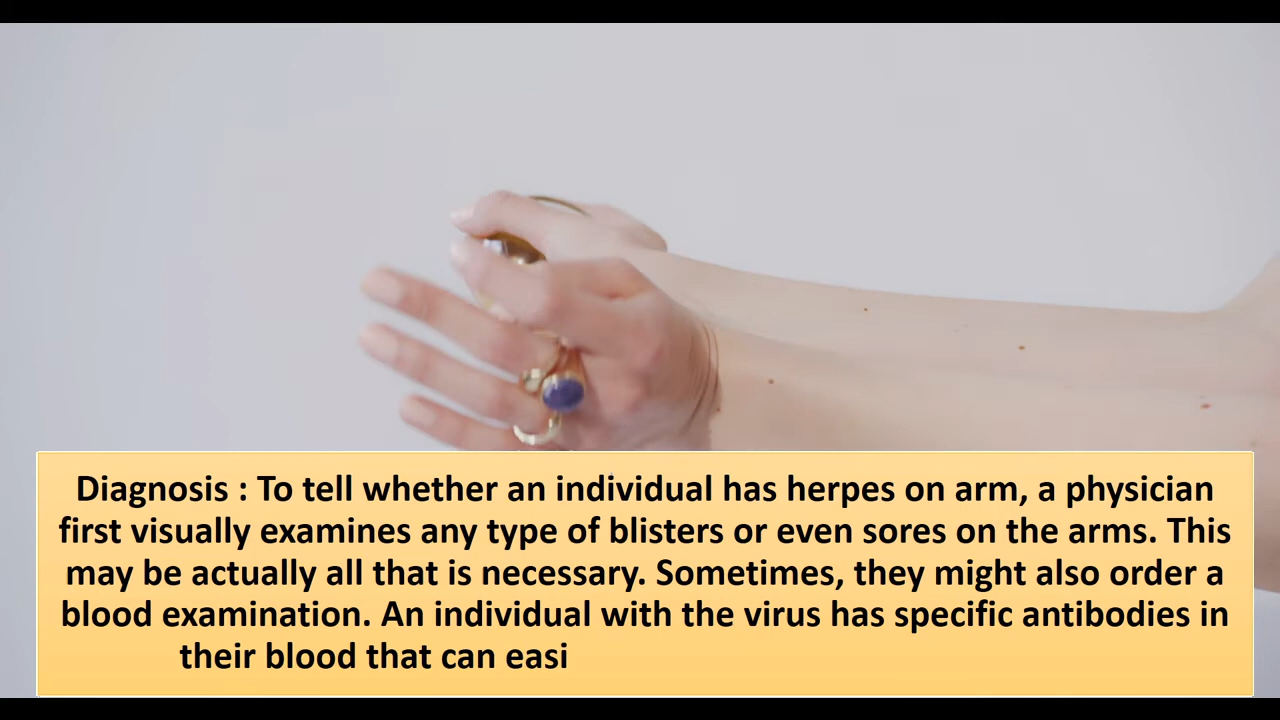 Diagnosis : To tell whether an individual has herpes on arm, a physician
first visually examines any type of blisters or even sores on the arms. This
may be actually all that is necessary. Sometimes, they might also order a
blood examination. An individual with the virus has specific antibodies in
their blood that can easi